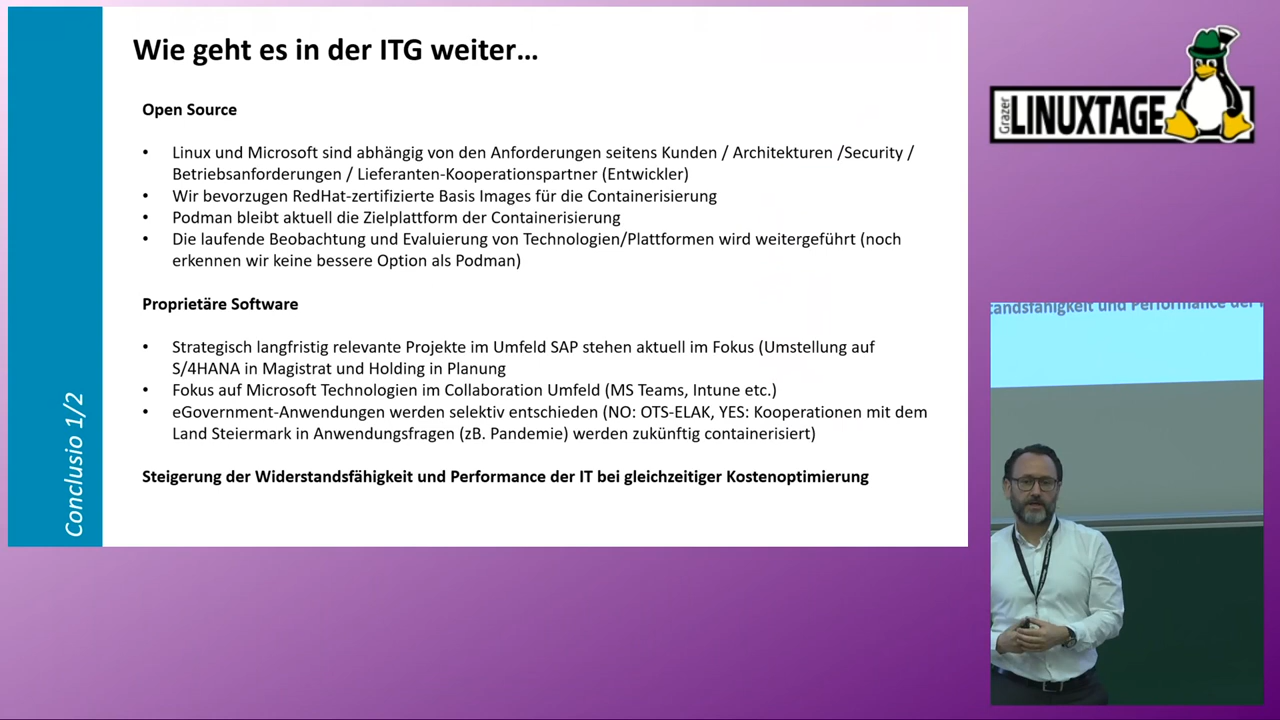 Wie geht es in der ITG weiter…
Open Source
• Linux und Microsoft sind abhängig von den Anforderungen seitens Kunden / Architekturen /Security /
Betriebsanforderungen / Lieferanten-Kooperationspartner (Entwickler)
• Wir bevorzugen RedHat-zertifizierte Basis Images für die Containerisierung
• Podman bleibt aktuell die Zielplattform der Containerisierung
• Die laufende Beobachtung und Evaluierung von Technologien/Plattformen wird weitergeführt (noch
erkennen wir keine bessere Option als Podman)
Proprietäre Software
• Strategisch langfristig relevante Projekte im Umfeld SAP stehen aktuell im Fokus (Umstellung auf
S/4HANA in Magistrat und Holding in Planung
• Fokus auf Microsoft Technologien im Collaboration Umfeld (MS Teams, Intune etc.)
• eGovernment-Anwendungen werden selektiv entschieden (NO: OTS-ELAK, YES: Kooperationen mit dem
Land Steiermark in Anwendungsfragen (zB. Pandemie) werden zukünftig containerisiert)
Steigerung der Widerstandsfähigkeit und Performance der IT bei gleichzeitiger Kostenoptimierung
Conclusio 1/2
Grazer
LINUXTAGE
tandsfähigkeit und Performance der